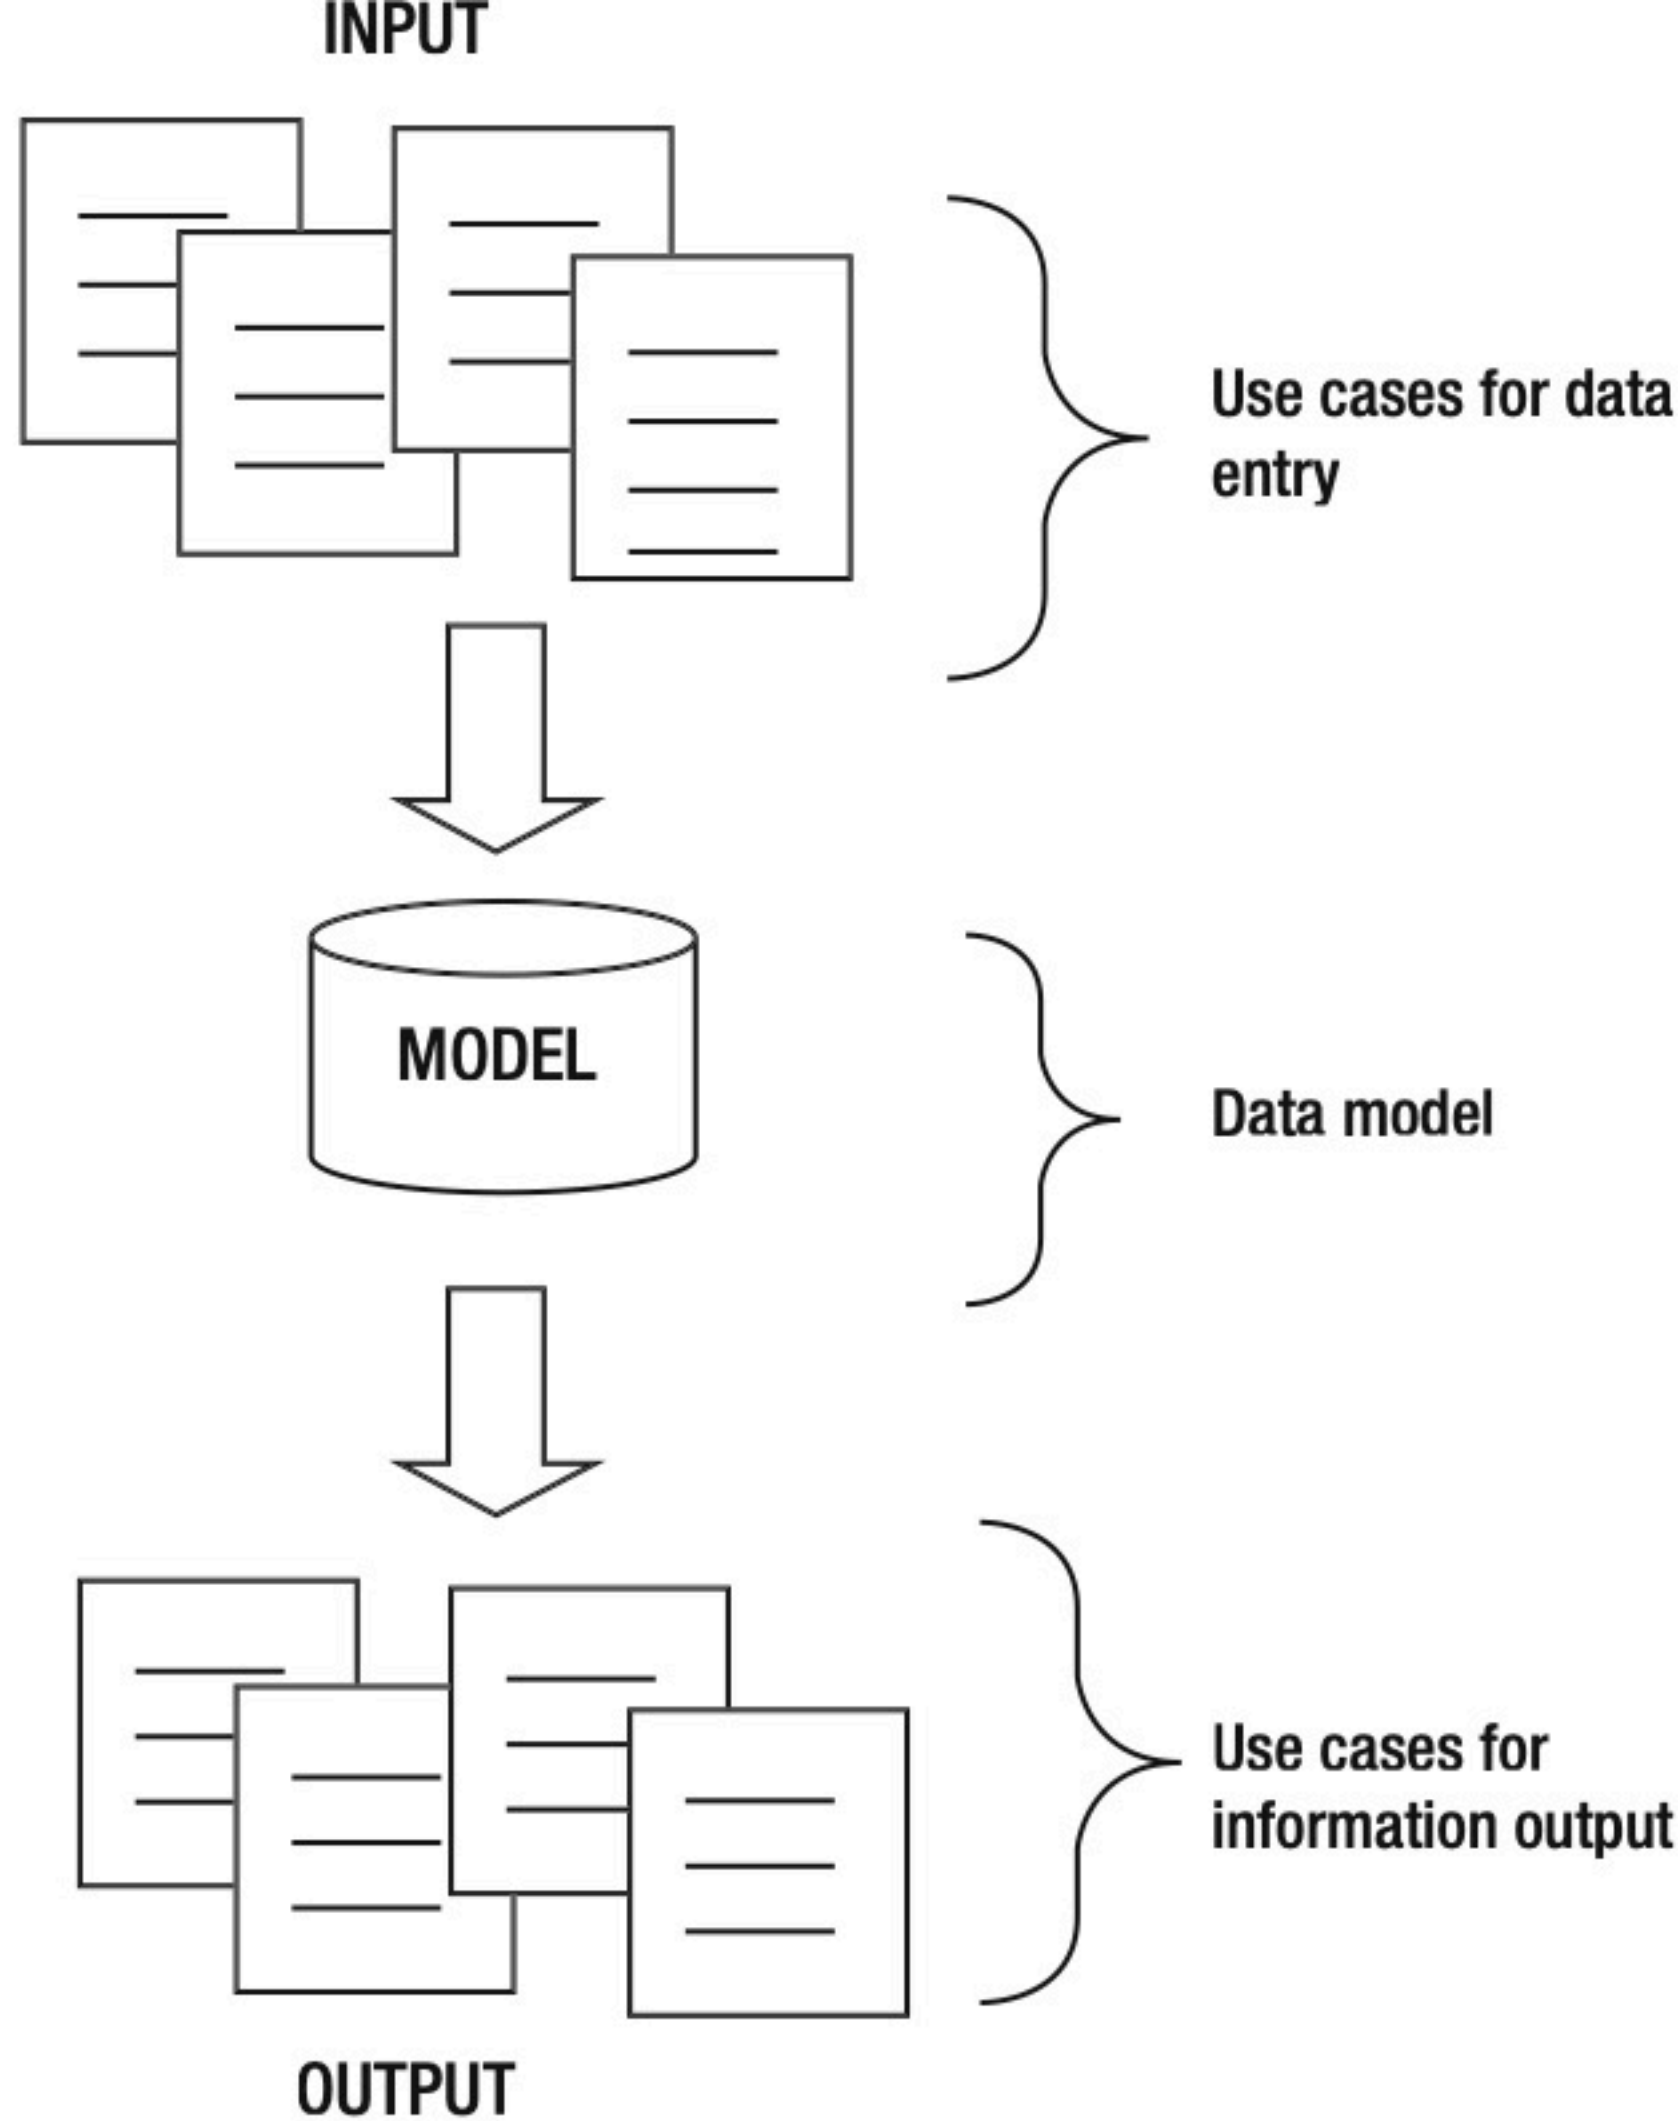 INPUT
Use cases for data
entry
MODEL
Data model
Use cases for
information output
OUTPUT